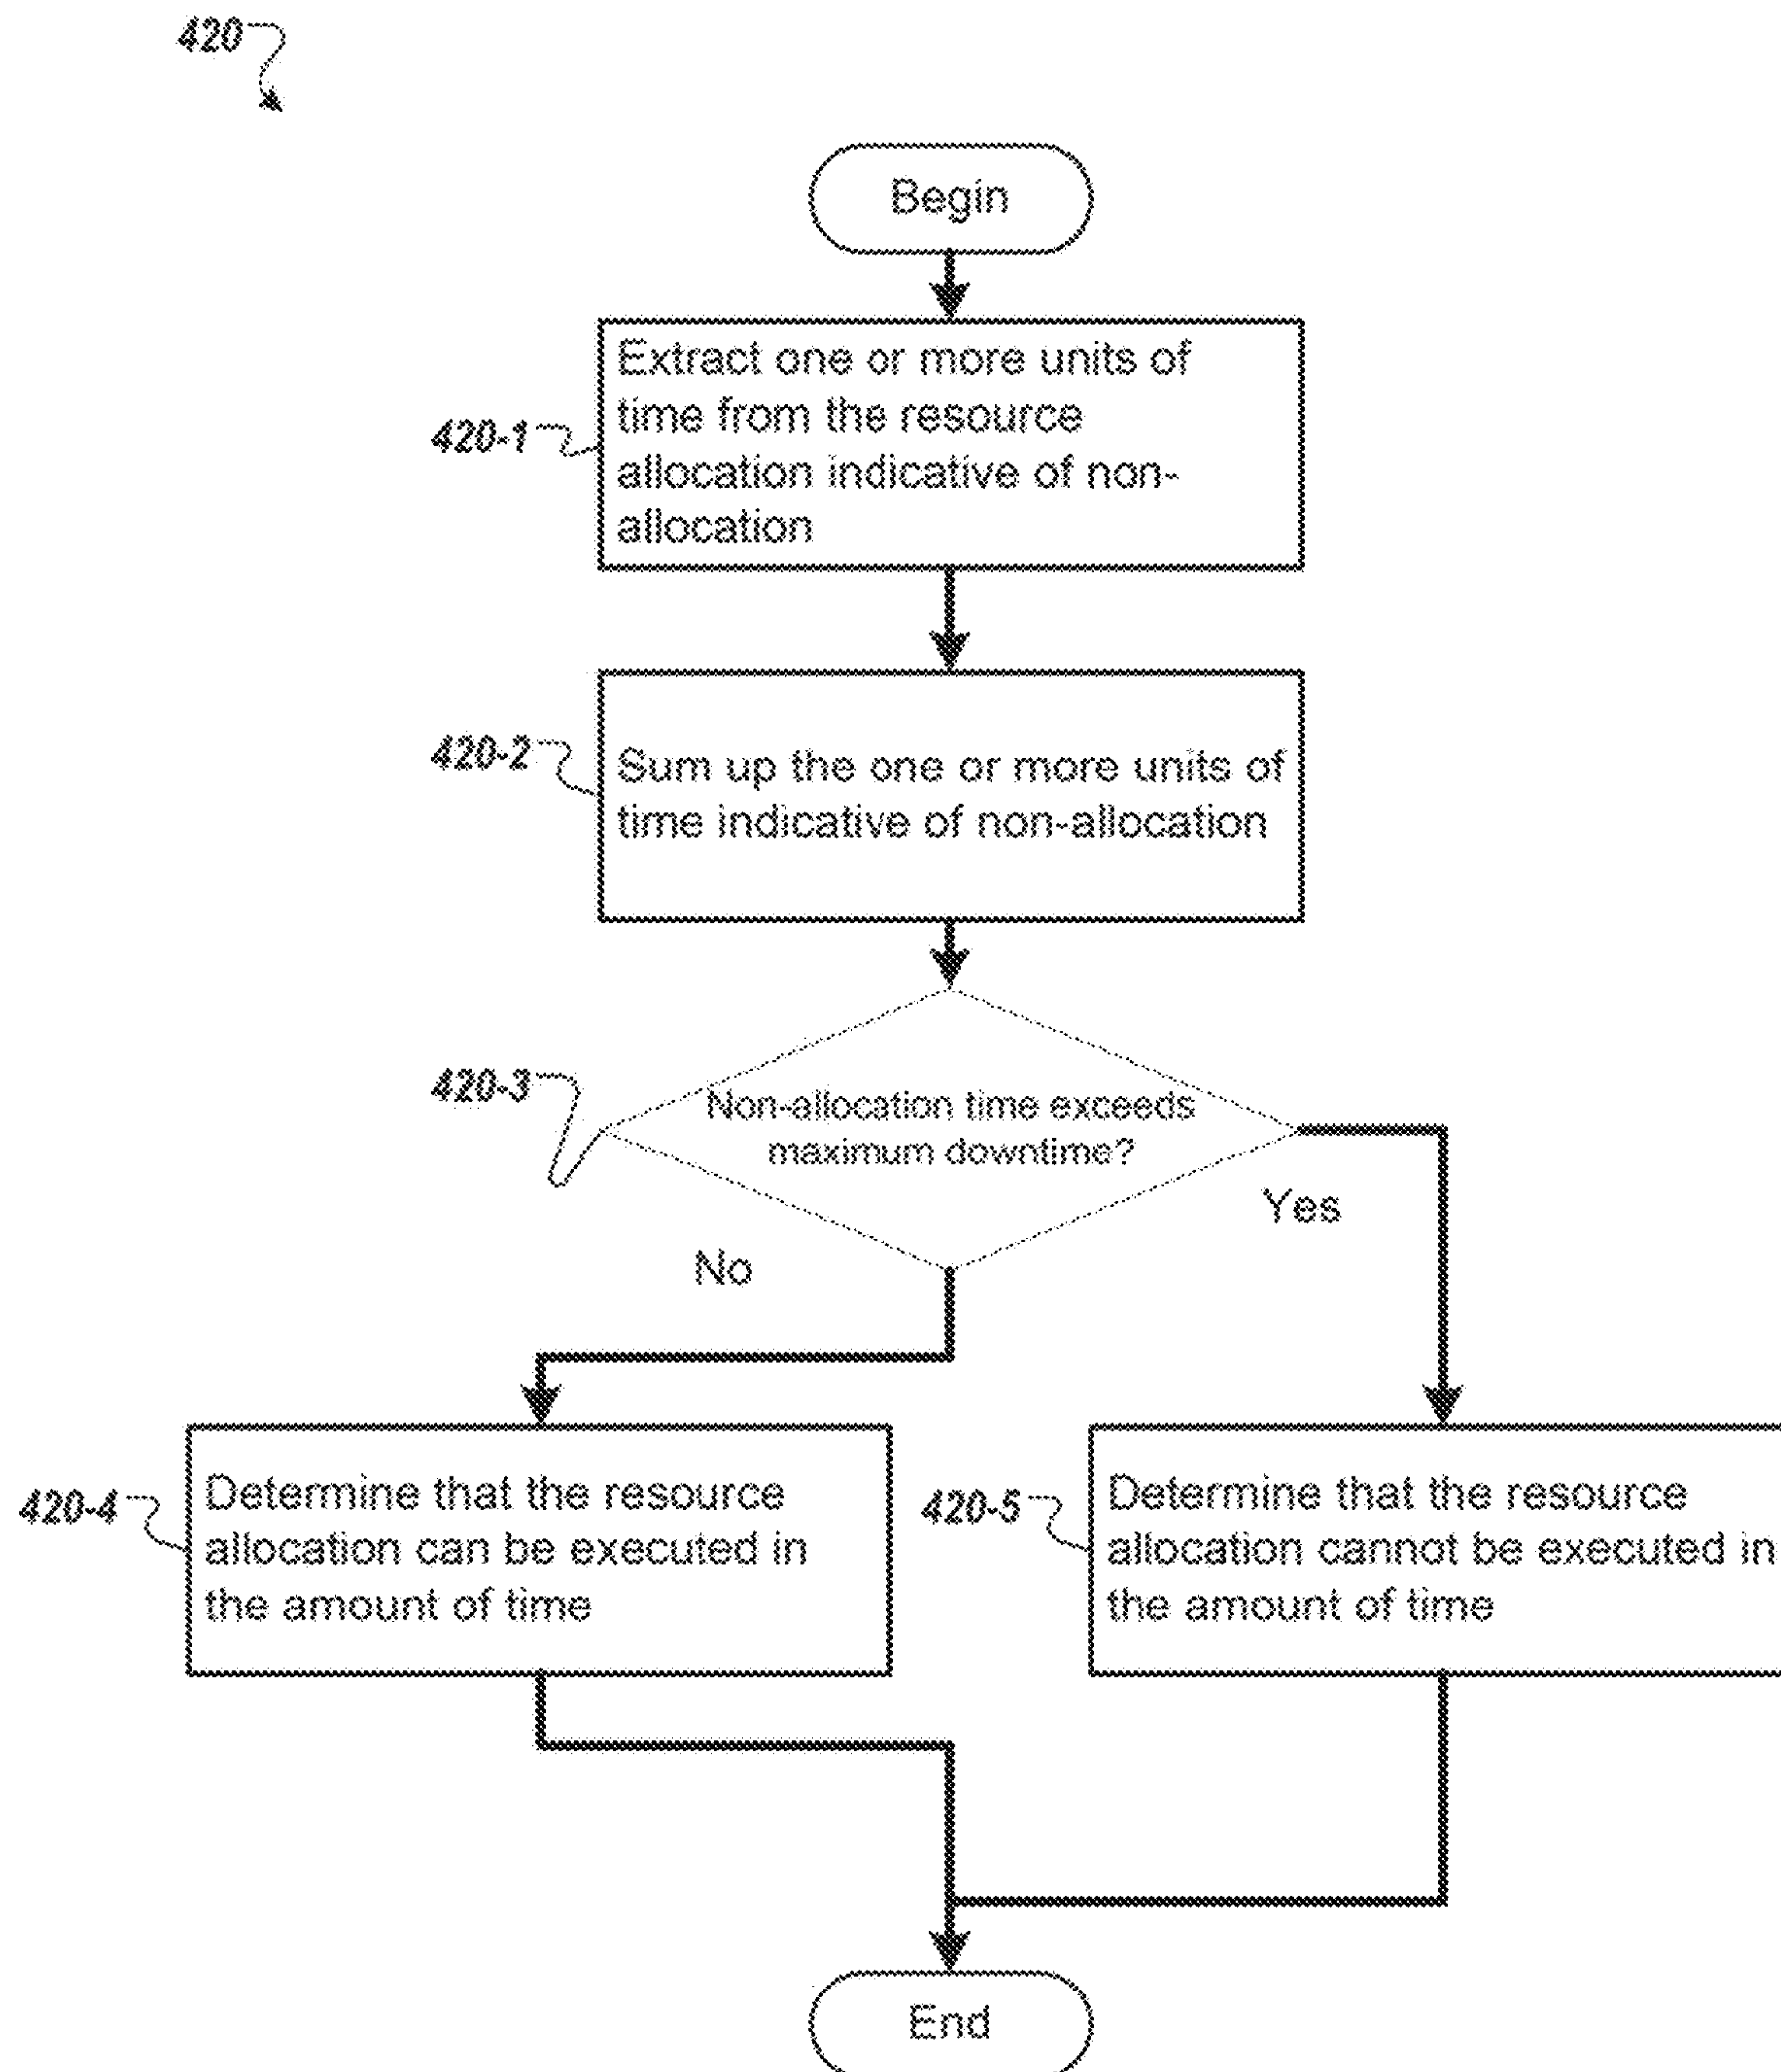 420
Begin
Extract one or more units of
time from the resource
420-1
allocation indicative of non-
allocation
420-2
Sum up the one or more units of
time indicative of non-allocation
420-3
Non-allocation time exceeds
maximum downtime?
Yes
No
420-4
Determine that the resource
allocation can be executed in
the amount of time
420-5
Determine that the resource
allocation cannot be executed in
the amount of time
End